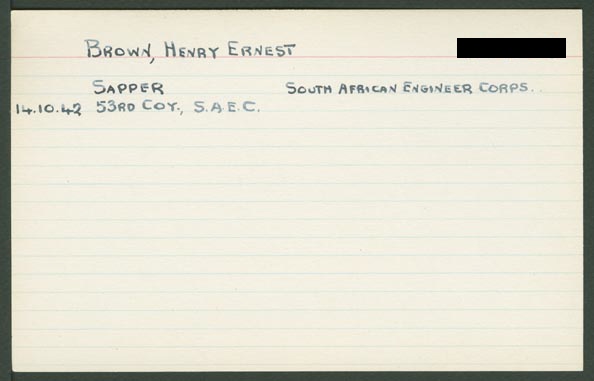 BROWN, HENRY ERNEST
SAPPER SOUTH AFRICAN ENGINEER CORPS.
14.10.42 53RD COY., S.A.E.C.